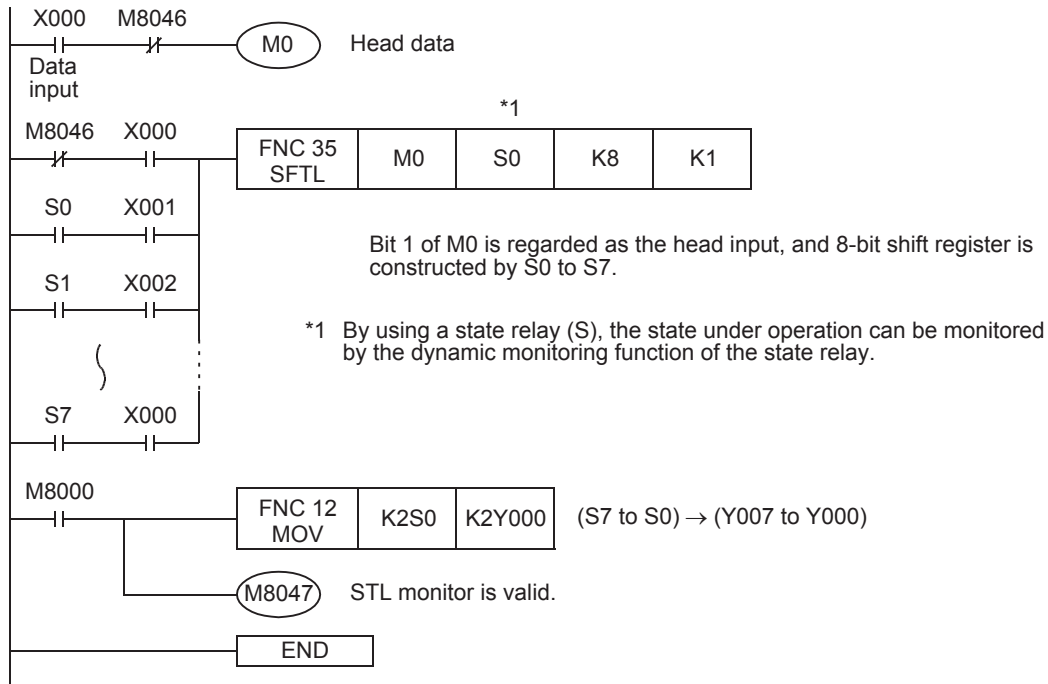 X000 M8046
M0 Head data
Data
input
*1
M8046 X000
FNC 35
SFTL
M0 S0 K8 K1
S0 X001
Bit 1 of M0 is regarded as the head input, and 8-bit shift register is
constructed by S0 to S7.
S1 X002
*1 By using a state relay (S), the state under operation can be monitored
by the dynamic monitoring function of the state relay.
S7 X000
M8000
FNC 12
MOV
K2S0 K2Y000 (S7 to S0) → (Y007 to Y000)
M8047 STL monitor is valid.
END